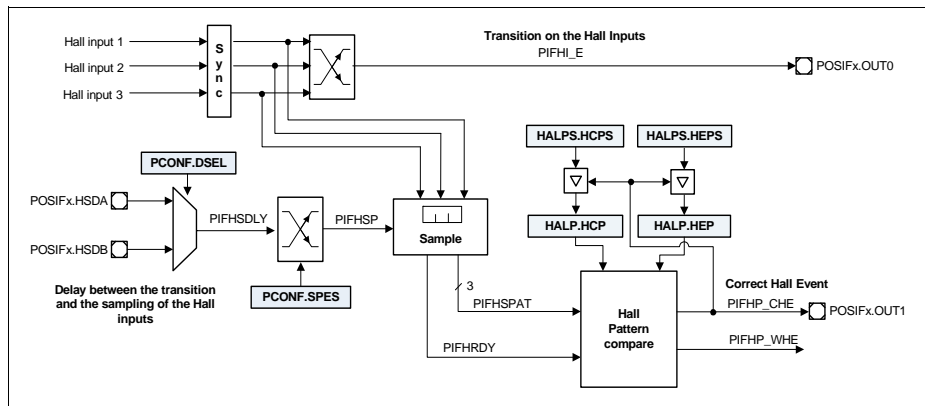 Hall input 1
Hall input 2
Hall input 3
Sync
Transition on the Hall Inputs
PIFHI_E
POSIFx.OUT0
HALPS.HCPS
HALPS.HEPS
PCONF.DSEL
POSIFx.HSDA
PIFHSDLY
PIFHSP
Sample
HALP.HCP
HALP.HEP
POSIFx.HSDB
Delay between the transition
and the sampling of the Hall
inputs
PCONF.SPES
3
PIFHSPAT
PIFHRDY
Hall
Pattern
compare
Correct Hall Event
PIFHP_CHE
POSIFx.OUT1
PIFHP_WHE